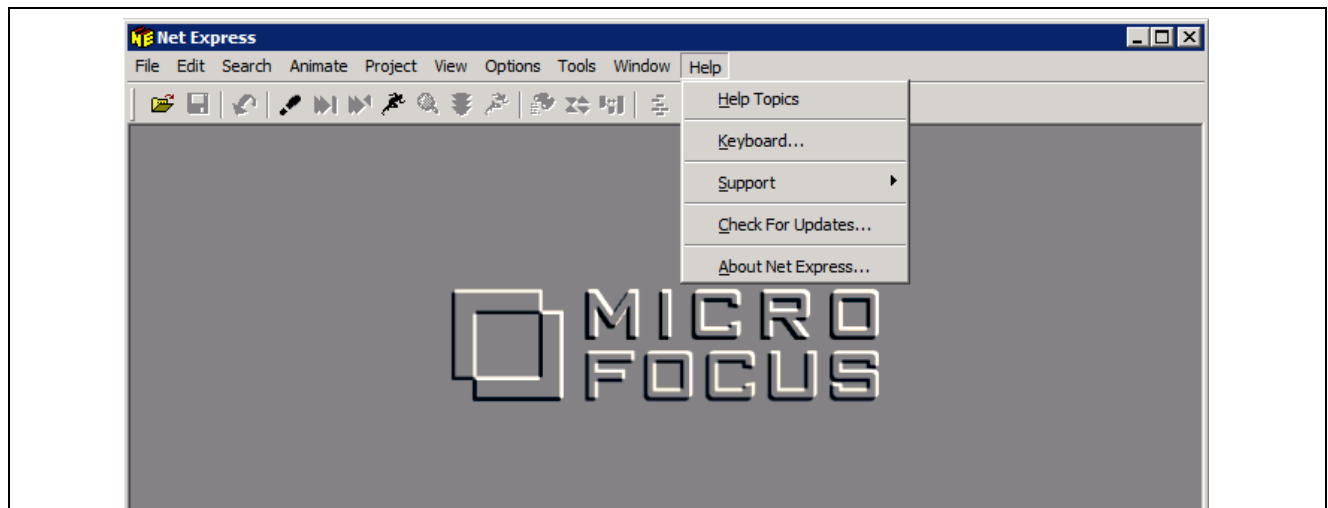 Net Express
File Edit Search Animate Project View Options Tools Window Help
Help Topics
Keyboard...
Support
Check For Updates...
About Net Express...
MICRO
FOCUS